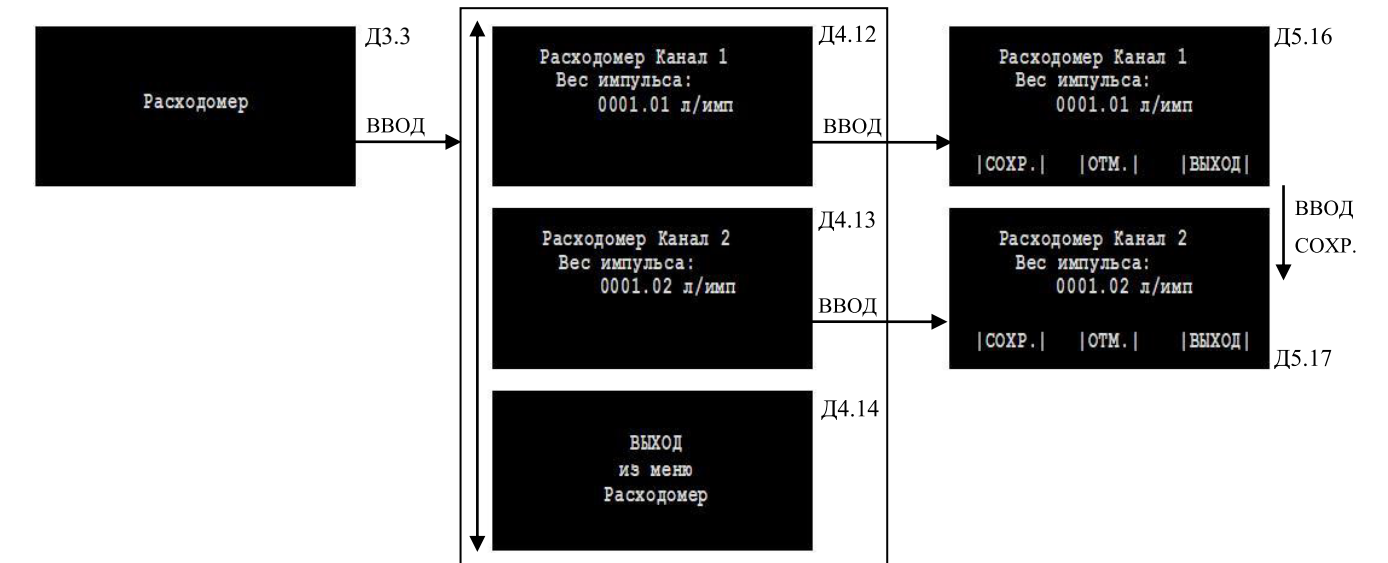 Д3.3
Расходомер
ВВОД
Д4.12
Расходомер Канал 1
Вес импульса:
0001.01 л/имп
ВВОД
Д5.16
Расходомер Канал 1
Вес импульса:
0001.01 л/имп
|СОХР.| |ОТМ.| |ВЫХОД|
ВВОД
СОХР.
Д4.13
Расходомер Канал 2
Вес импульса:
0001.02 л/имп
ВВОД
Расходомер Канал 2
Вес импульса:
0001.02 л/имп
|СОХР.| |ОТМ.| |ВЫХОД|
Д5.17
Д4.14
ВЫХОД
из меню
Расходомер